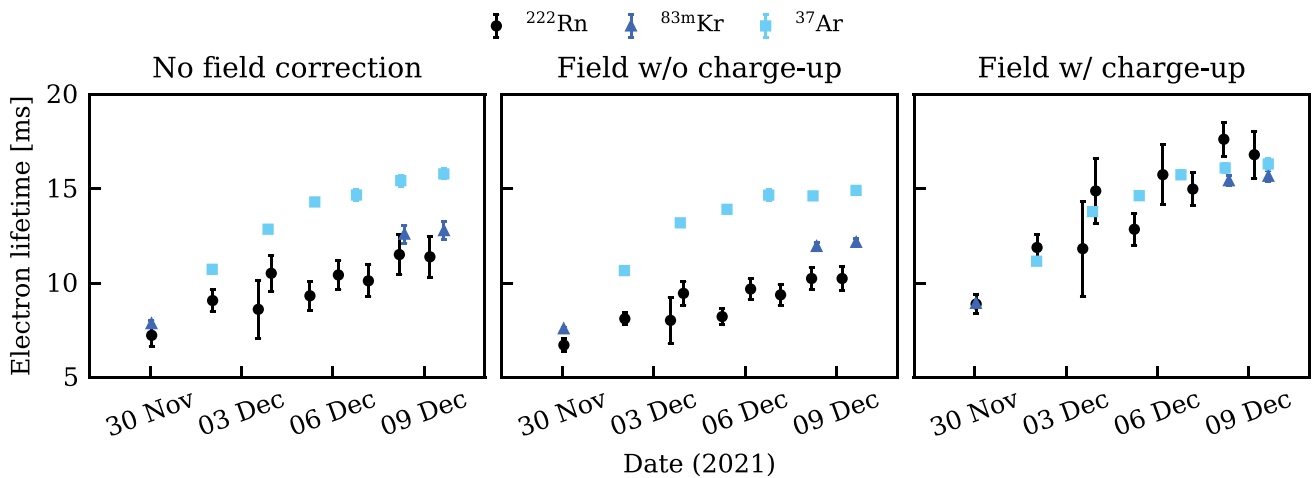 ²²²Rn ⁸³ᵐKr ³⁷Ar
No field correction Field w/o charge-up Field w/ charge-up
Electron lifetime [ms]
20
15
10
5
30 Nov 03 Dec 06 Dec 09 Dec 30 Nov 03 Dec 06 Dec 09 Dec 30 Nov 03 Dec 06 Dec 09 Dec
Date (2021)